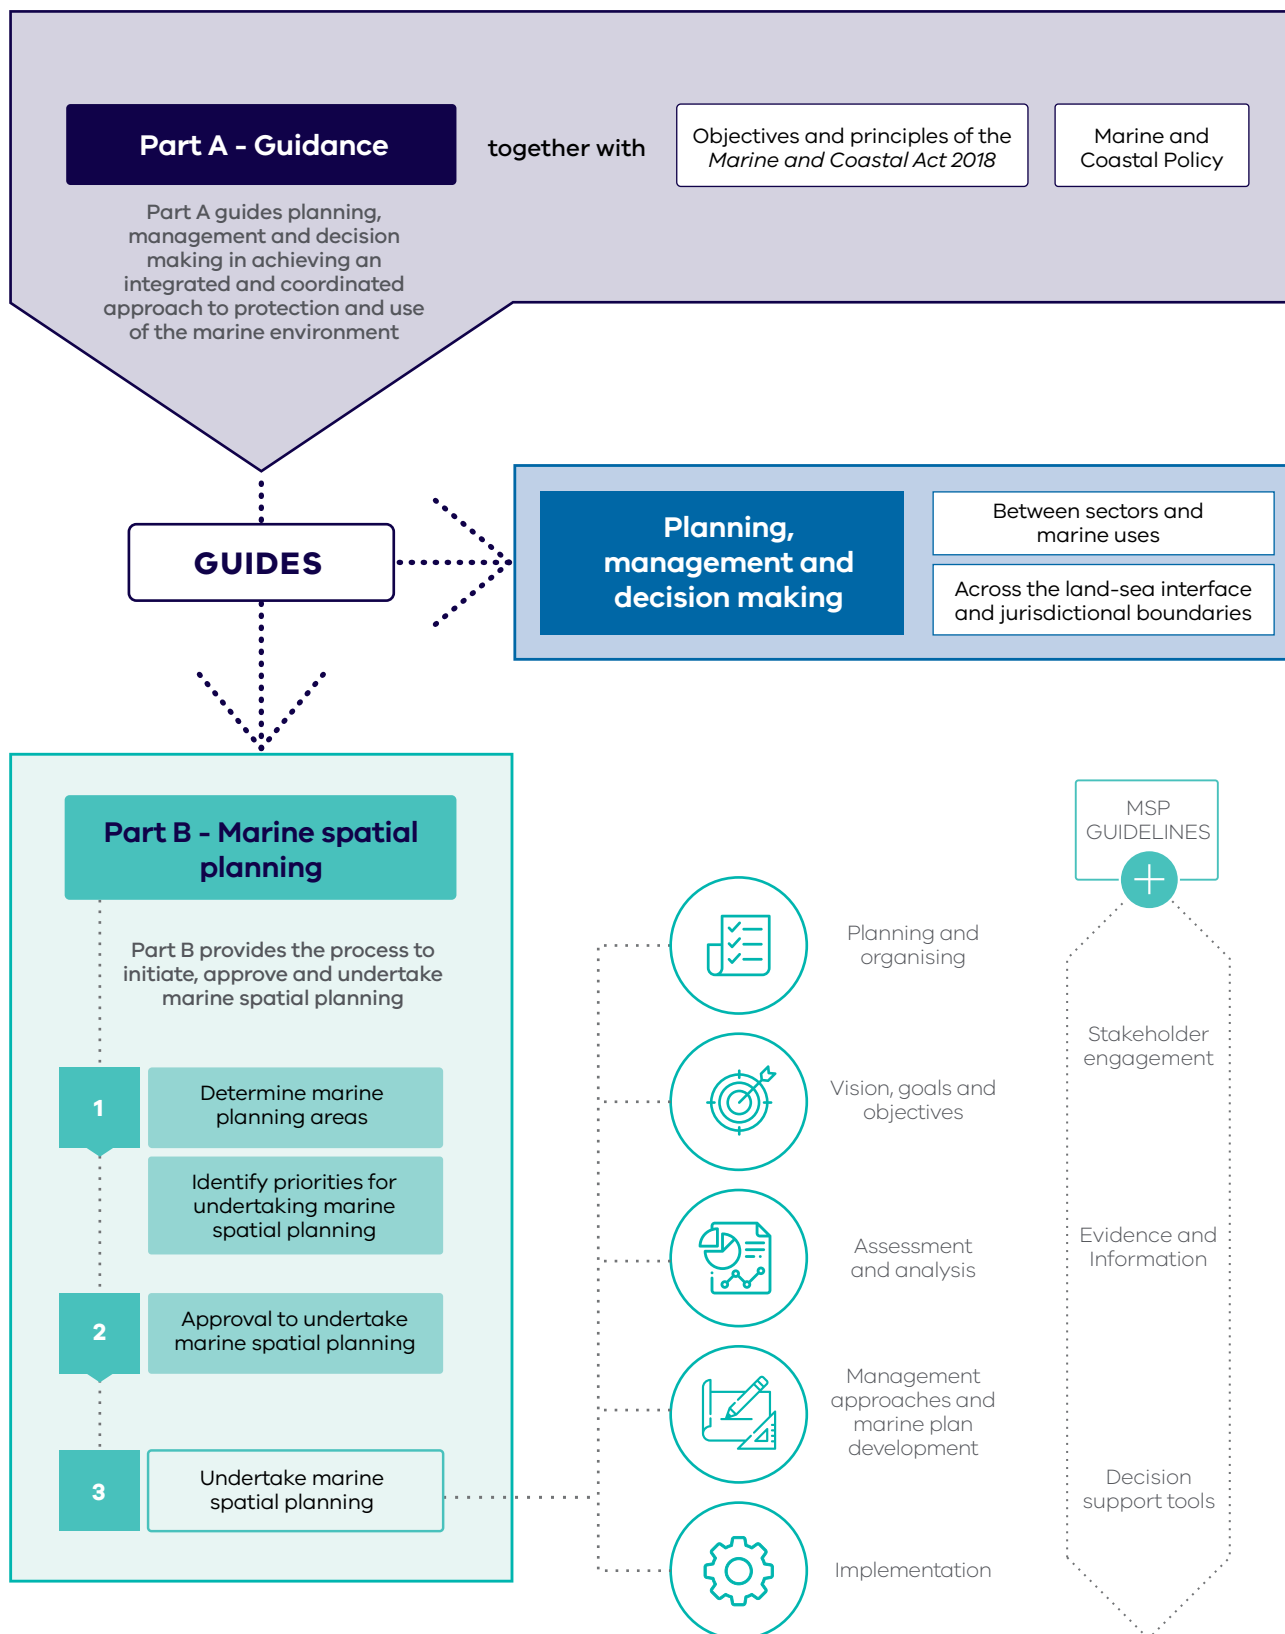 Part A - Guidance
together with
Objectives and principles of the
Marine and Coastal Act 2018
Marine and
Coastal Policy
Part A guides planning,
management and decision
making in achieving an
integrated and coordinated
approach to protection and use
of the marine environment
GUIDES
Planning,
management and
decision making
Between sectors and
marine uses
Across the land-sea interface
and jurisdictional boundaries
Part B - Marine spatial
planning
Part B provides the process to
initiate, approve and undertake
marine spatial planning
1
Determine marine
planning areas
Identify priorities for
undertaking marine
spatial planning
2
Approval to undertake
marine spatial planning
3
Undertake marine
spatial planning
Planning and
organising
Vision, goals and
objectives
Assessment
and analysis
Management
approaches and
marine plan
development
Implementation
MSP
GUIDELINES
Stakeholder
engagement
Evidence and
Information
Decision
support tools